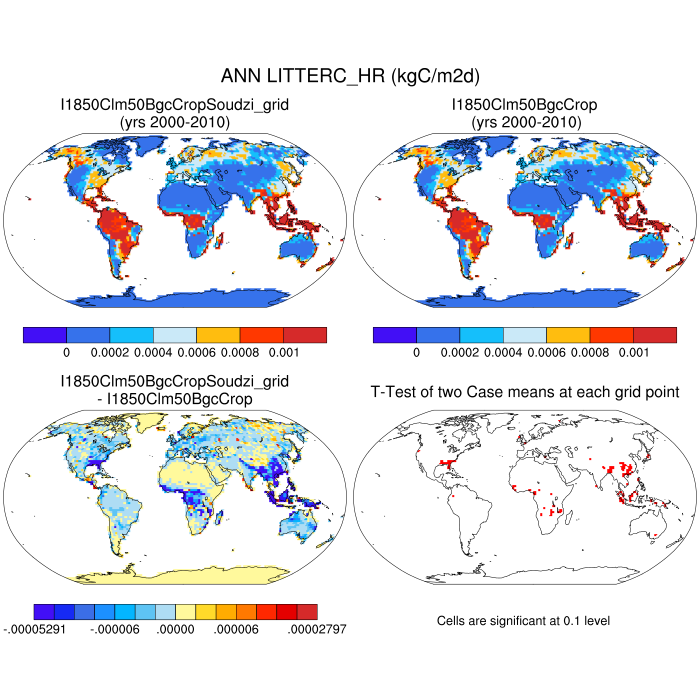 ANN LITTERC_HR (kgC/m2d)
I1850Clm50BgcCropSoudzi_grid
(yrs 2000-2010)
I1850Clm50BgcCrop
(yrs 2000-2010)
0 0.0002 0.0004 0.0006 0.0008 0.001
0 0.0002 0.0004 0.0006 0.0008 0.001
I1850Clm50BgcCropSoudzi_grid
- I1850Clm50BgcCrop
T-Test of two Case means at each grid point
-.00005291 -.000006 .00000 .000006 .00002797
Cells are significant at 0.1 level